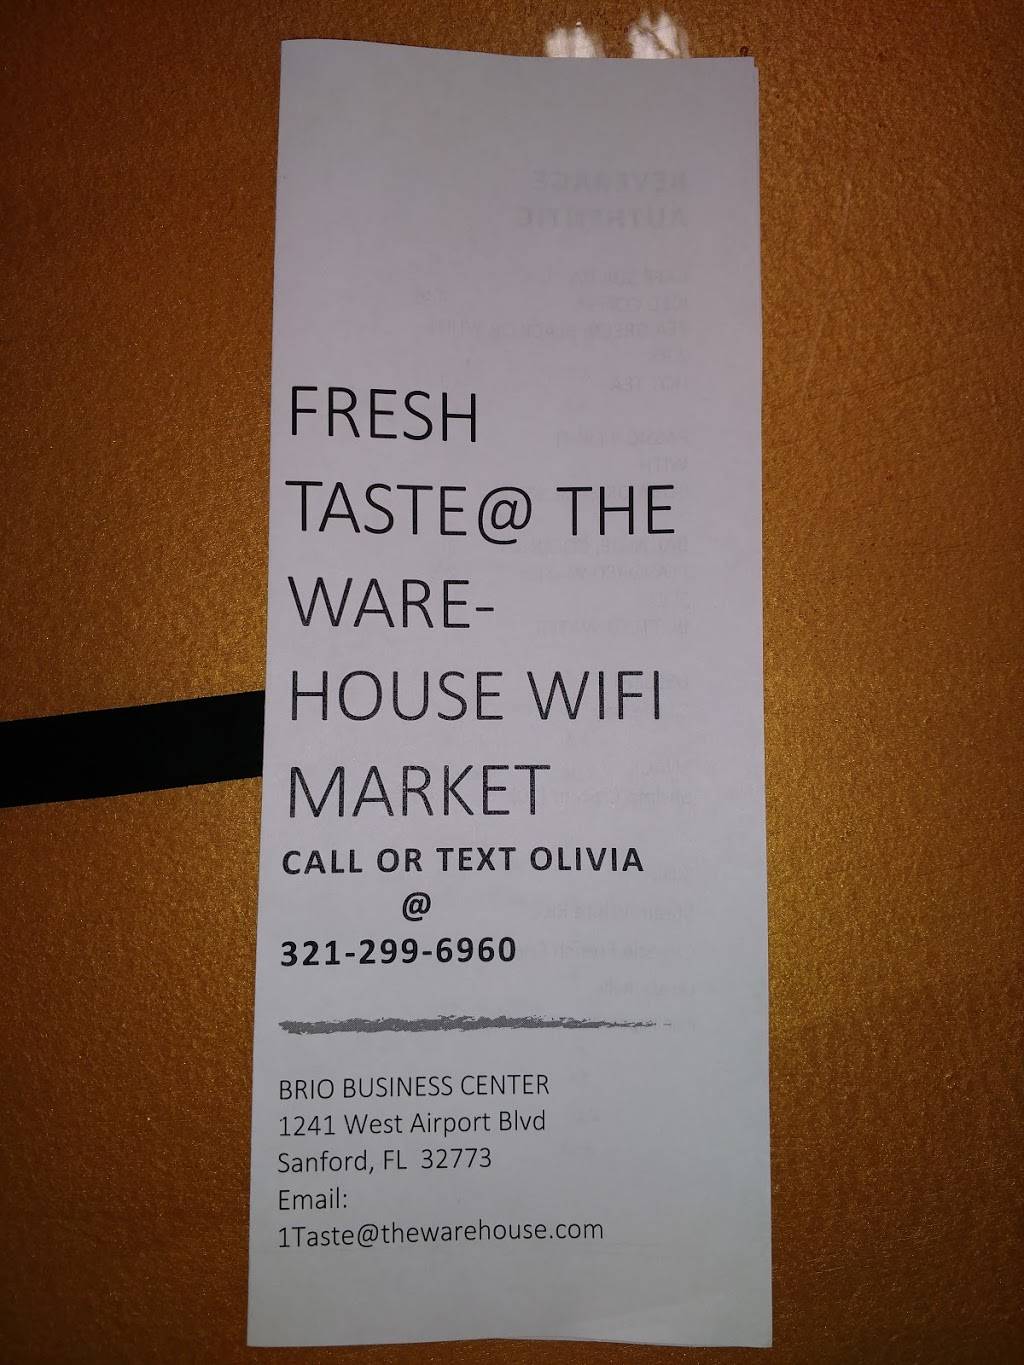 FRESH
TASTE@ THE
WARE-
HOUSE WIFI
MARKET
CALL OR TEXT OLIVIA
@
321-299-6960
BRIO BUSINESS CENTER
1241 West Airport Blvd
Sanford, FL 32773
Email:
1Taste@thewarehouse.com